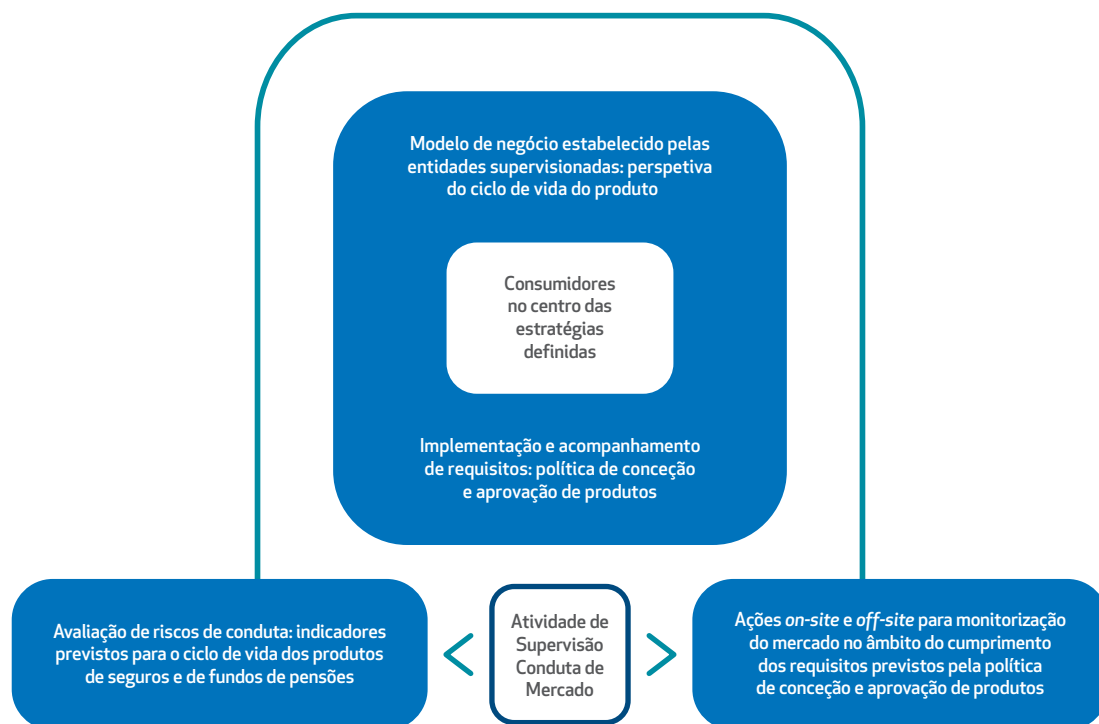 Modelo de negócio estabelecido pelas
entidades supervisionadas: perspetiva
do ciclo de vida do produto
Consumidores
no centro das
estratégias
definidas
Implementação e acompanhamento
de requisitos: política de conceção
e aprovação de produtos
Avaliação de riscos de conduta: indicadores
previstos para o ciclo de vida dos produtos
de seguros e de fundos de pensões
Atividade de
Supervisão
Conduta de
Mercado
Ações on-site e off-site para monitorização
do mercado no âmbito do cumprimento
dos requisitos previstos pela política
de conceção e aprovação de produtos